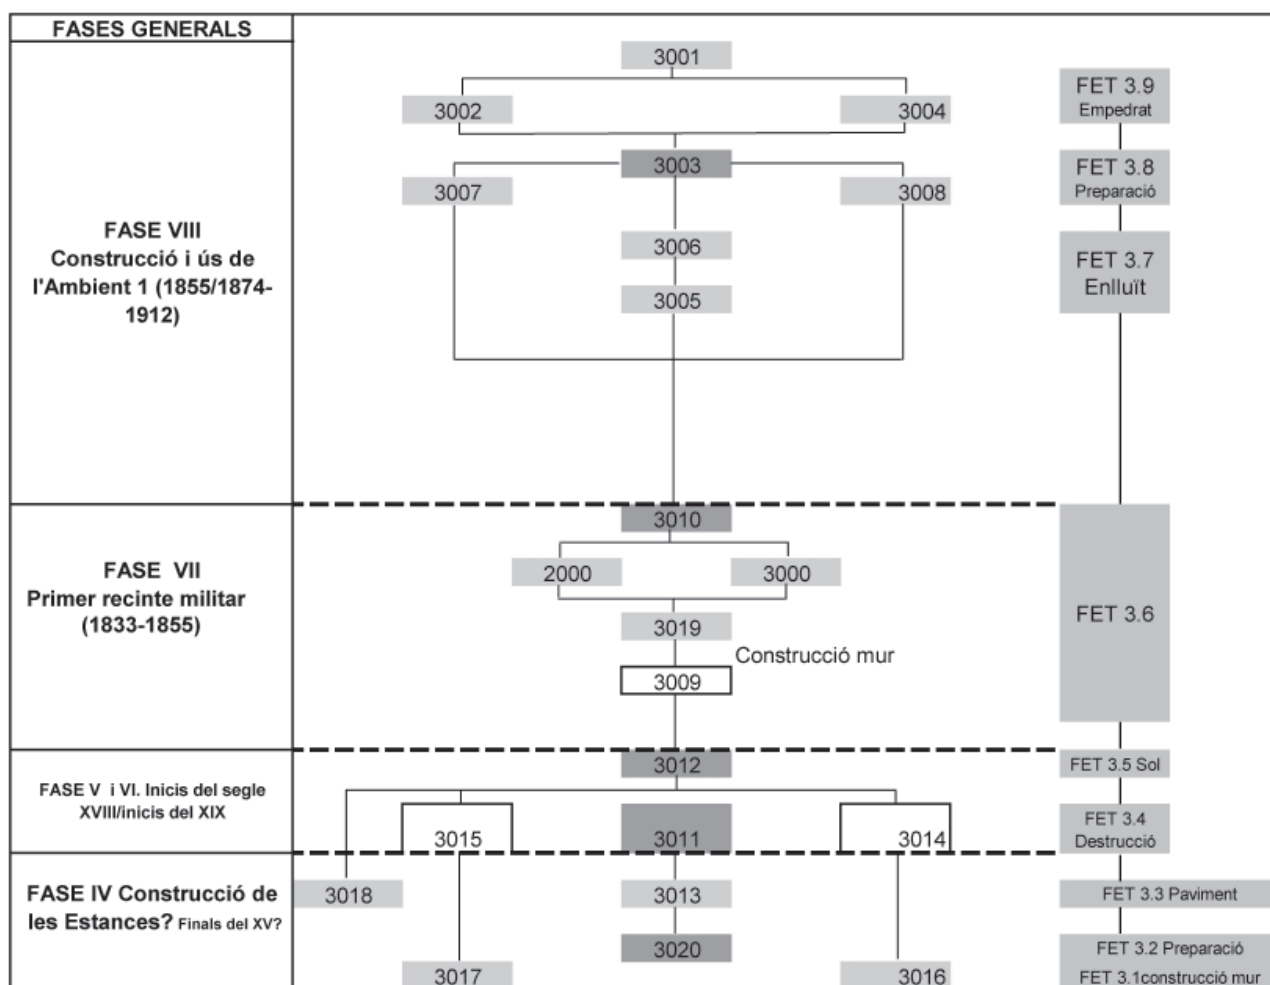 FASES GENERALS
3001
3002
3004
FET 3.9
Empedrat
3003
3007
3008
FET 3.8
Preparació
FASE VIII
Construcció i ús de
l'Ambient 1 (1855/1874-
1912)
3006
3005
FET 3.7
Enlluït
3010
FASE VII
Primer recinte militar
(1833-1855)
2000
3000
3019
Construcció mur
3009
FET 3.6
3012
FET 3.5 Sol
FASE V i VI. Inicis del segle
XVIII/inicis del XIX
3015
3011
3014
FET 3.4
Destrucció
FASE IV Construcció de
les Estances? Finals del XV?
3018
3013
FET 3.3 Paviment
3020
FET 3.2 Preparació
3017
3016
FET 3.1construcció mur